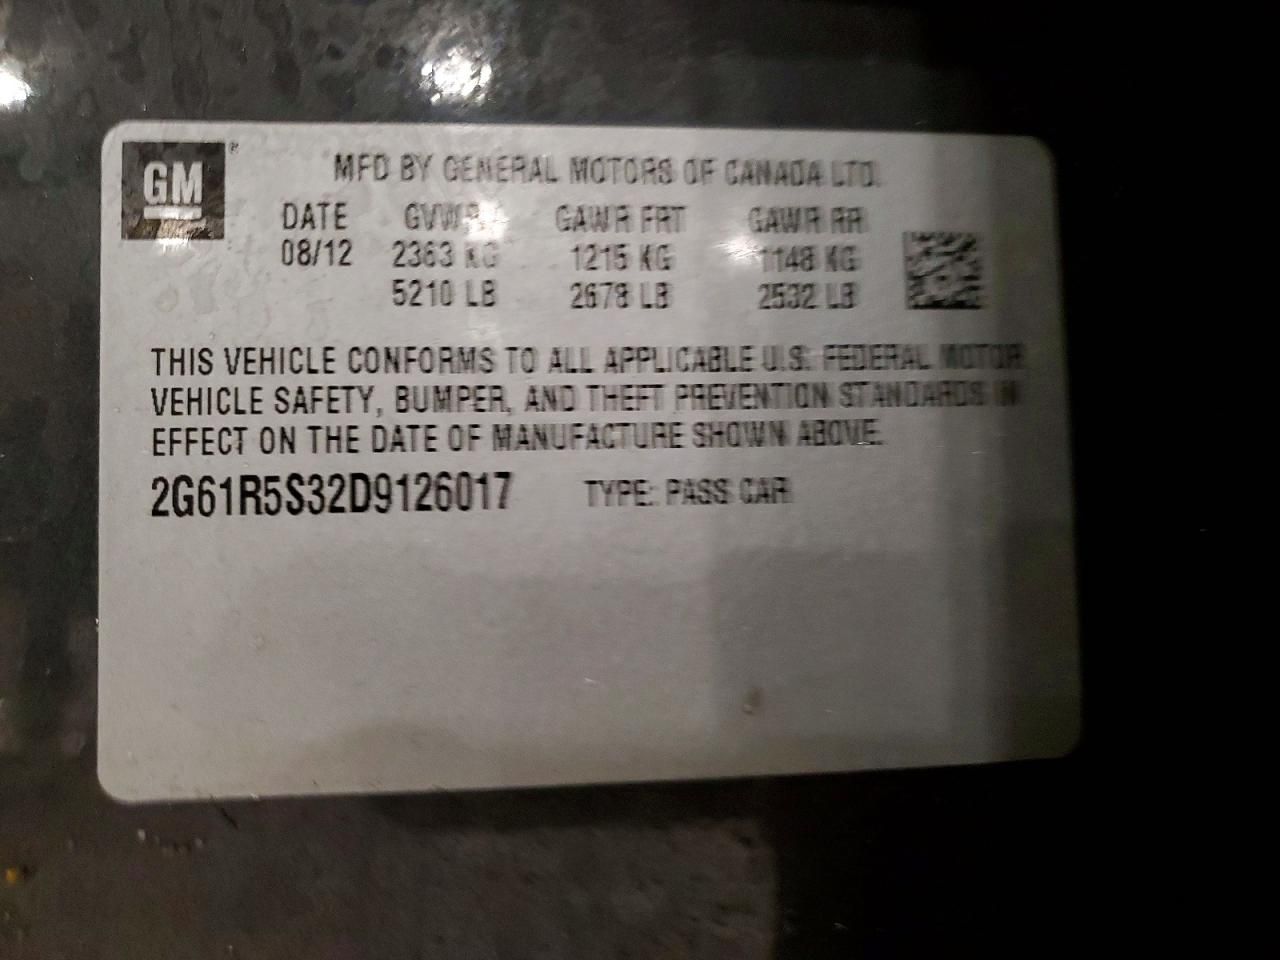 GM ®
MFD BY GENERAL MOTORS OF CANADA LTD.
DATE GVWR GAWR FRT GAWR RR
08/12 2363 KG 1215 KG 1148 KG
5210 LB 2678 LB 2532 LB
THIS VEHICLE CONFORMS TO ALL APPLICABLE U.S. FEDERAL MOTOR
VEHICLE SAFETY, BUMPER, AND THEFT PREVENTION STANDARDS IN
EFFECT ON THE DATE OF MANUFACTURE SHOWN ABOVE.
2G61R5S32D9126017 TYPE: PASS CAR